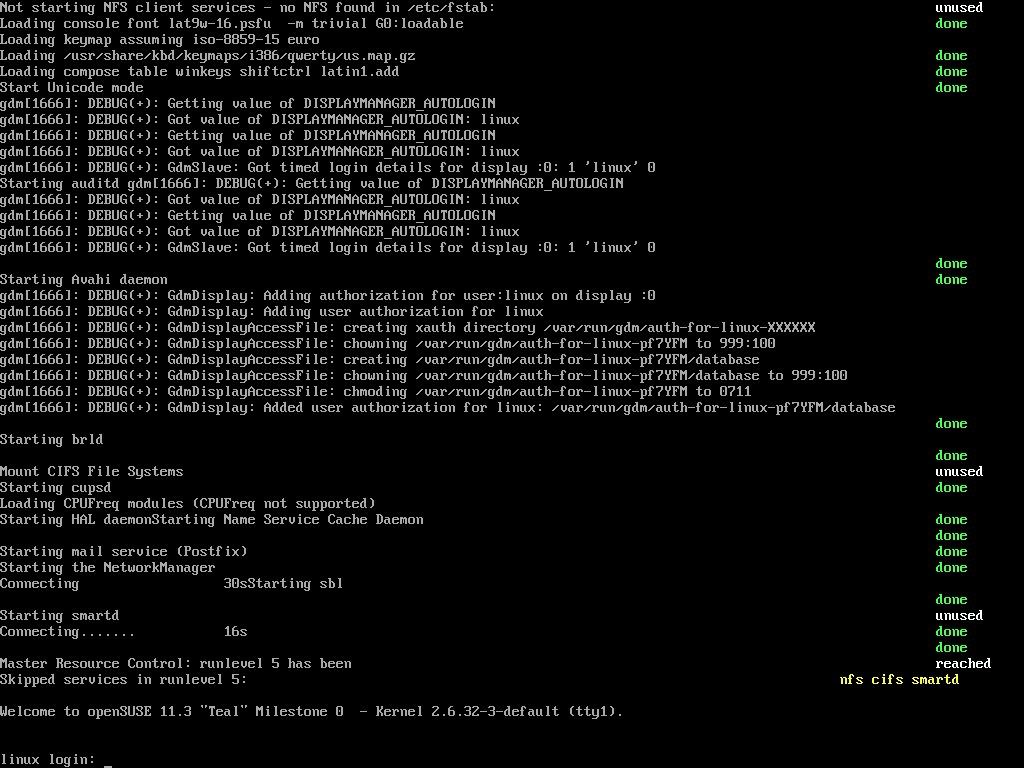 Not starting NFS client services - no NFS found in /etc/fstab: unused
Loading console font lat9w-16.psfu  -m trivial G0:loadable done
Loading keymap assuming iso-8859-15 euro
Loading /usr/share/kbd/keymaps/i386/qwerty/us.map.gz done
Loading compose table winkeys shiftctrl latin1.add done
Start Unicode mode done
gdm[1666]: DEBUG(+): Getting value of DISPLAYMANAGER_AUTOLOGIN
gdm[1666]: DEBUG(+): Got value of DISPLAYMANAGER_AUTOLOGIN: linux
gdm[1666]: DEBUG(+): Getting value of DISPLAYMANAGER_AUTOLOGIN
gdm[1666]: DEBUG(+): Got value of DISPLAYMANAGER_AUTOLOGIN: linux
gdm[1666]: DEBUG(+): GdmSlave: Got timed login details for display :0: 1 'linux' 0
Starting auditd gdm[1666]: DEBUG(+): Getting value of DISPLAYMANAGER_AUTOLOGIN
gdm[1666]: DEBUG(+): Got value of DISPLAYMANAGER_AUTOLOGIN: linux
gdm[1666]: DEBUG(+): Getting value of DISPLAYMANAGER_AUTOLOGIN
gdm[1666]: DEBUG(+): Got value of DISPLAYMANAGER_AUTOLOGIN: linux
gdm[1666]: DEBUG(+): GdmSlave: Got timed login details for display :0: 1 'linux' 0
done
Starting Avahi daemon done
gdm[1666]: DEBUG(+): GdmDisplay: Adding authorization for user:linux on display :0
gdm[1666]: DEBUG(+): GdmDisplay: Adding user authorization for linux
gdm[1666]: DEBUG(+): GdmDisplayAccessFile: creating xauth directory /var/run/gdm/auth-for-linux-XXXXXX
gdm[1666]: DEBUG(+): GdmDisplayAccessFile: chowning /var/run/gdm/auth-for-linux-pf7YFM to 999:100
gdm[1666]: DEBUG(+): GdmDisplayAccessFile: creating /var/run/gdm/auth-for-linux-pf7YFM/database
gdm[1666]: DEBUG(+): GdmDisplayAccessFile: chowning /var/run/gdm/auth-for-linux-pf7YFM/database to 999:100
gdm[1666]: DEBUG(+): GdmDisplayAccessFile: chmoding /var/run/gdm/auth-for-linux-pf7YFM to 0711
gdm[1666]: DEBUG(+): GdmDisplay: Added user authorization for linux: /var/run/gdm/auth-for-linux-pf7YFM/database
done
Starting brld
done
Mount CIFS File Systems unused
Starting cupsd done
Loading CPUFreq modules (CPUFreq not supported)
Starting HAL daemonStarting Name Service Cache Daemon done
done
Starting mail service (Postfix) done
Starting the NetworkManager done
Connecting 30sStarting sbl
done
Starting smartd unused
Connecting....... 16s done
done
Master Resource Control: runlevel 5 has been reached
Skipped services in runlevel 5: nfs cifs smartd
Welcome to openSUSE 11.3 "Teal" Milestone 0  - Kernel 2.6.32-3-default (tty1).
linux login: _